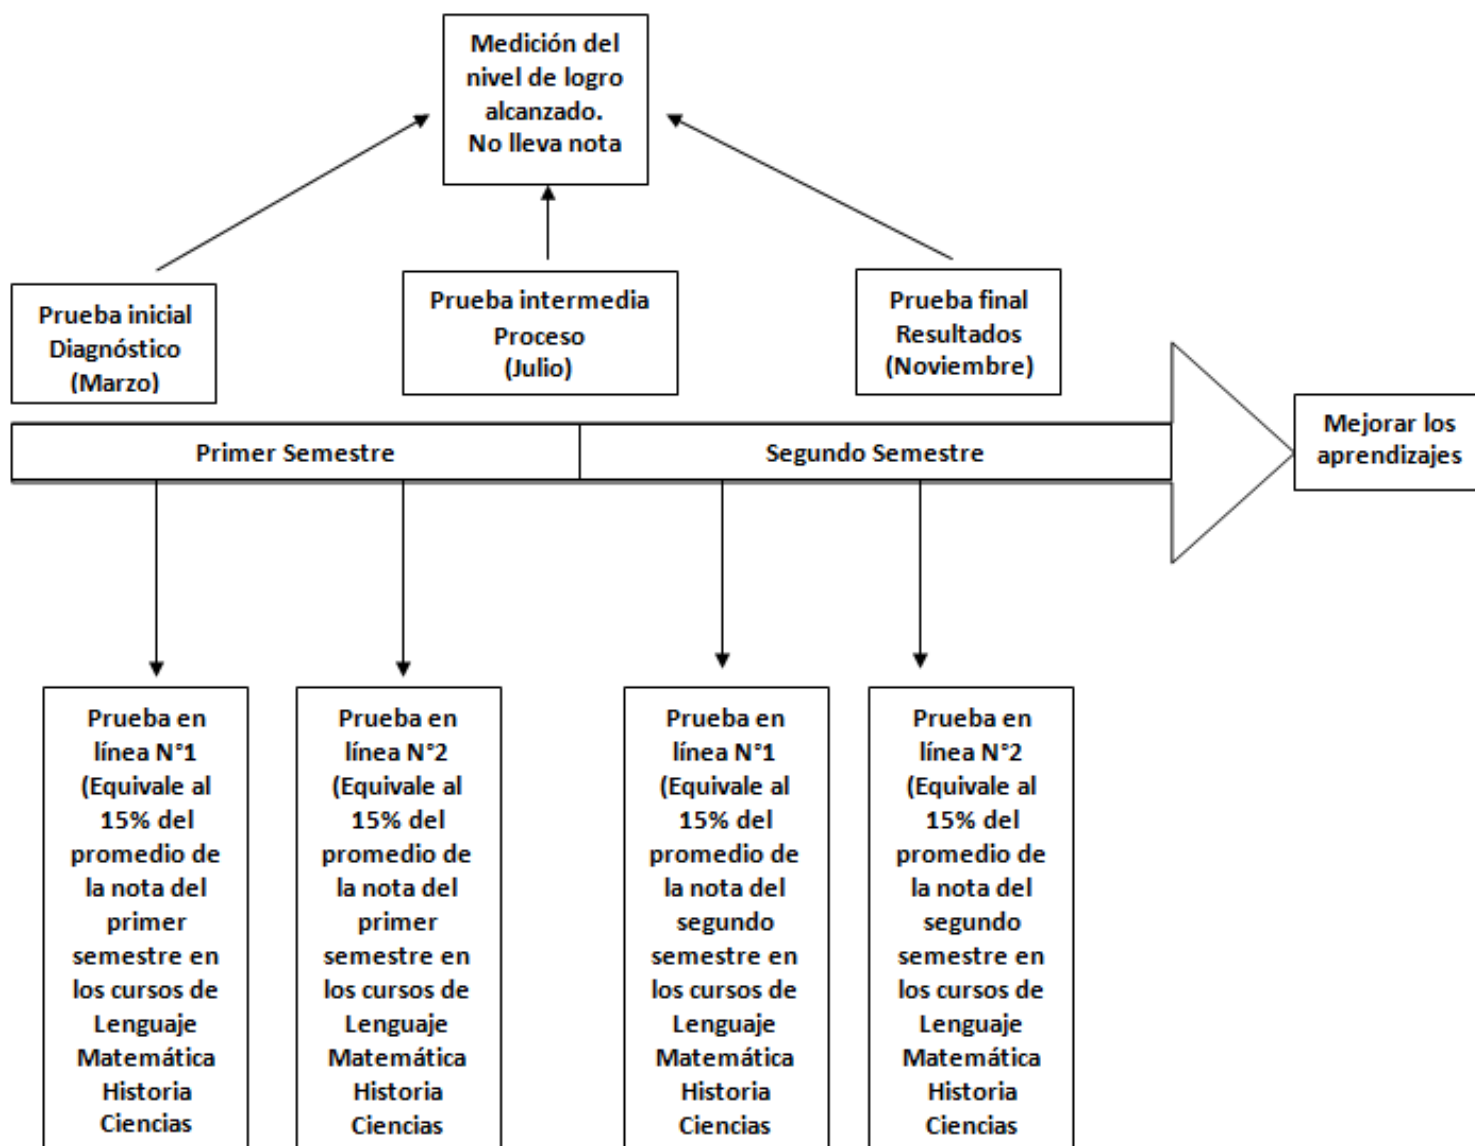 Medición del
nivel de logro
alcanzado.
No lleva nota
Prueba inicial
Diagnóstico
(Marzo)
Prueba intermedia
Proceso
(Julio)
Prueba final
Resultados
(Noviembre)
Primer Semestre
Segundo Semestre
Mejorar los
aprendizajes
Prueba en
línea N°1
(Equivale al
15% del
promedio de
la nota del
primer
semestre en
los cursos de
Lenguaje
Matemática
Historia
Ciencias
Prueba en
línea N°2
(Equivale al
15% del
promedio de
la nota del
primer
semestre en
los cursos de
Lenguaje
Matemática
Historia
Ciencias
Prueba en
línea N°1
(Equivale al
15% del
promedio de
la nota del
segundo
semestre en
los cursos de
Lenguaje
Matemática
Historia
Ciencias
Prueba en
línea N°2
(Equivale al
15% del
promedio de
la nota del
segundo
semestre en
los cursos de
Lenguaje
Matemática
Historia
Ciencias